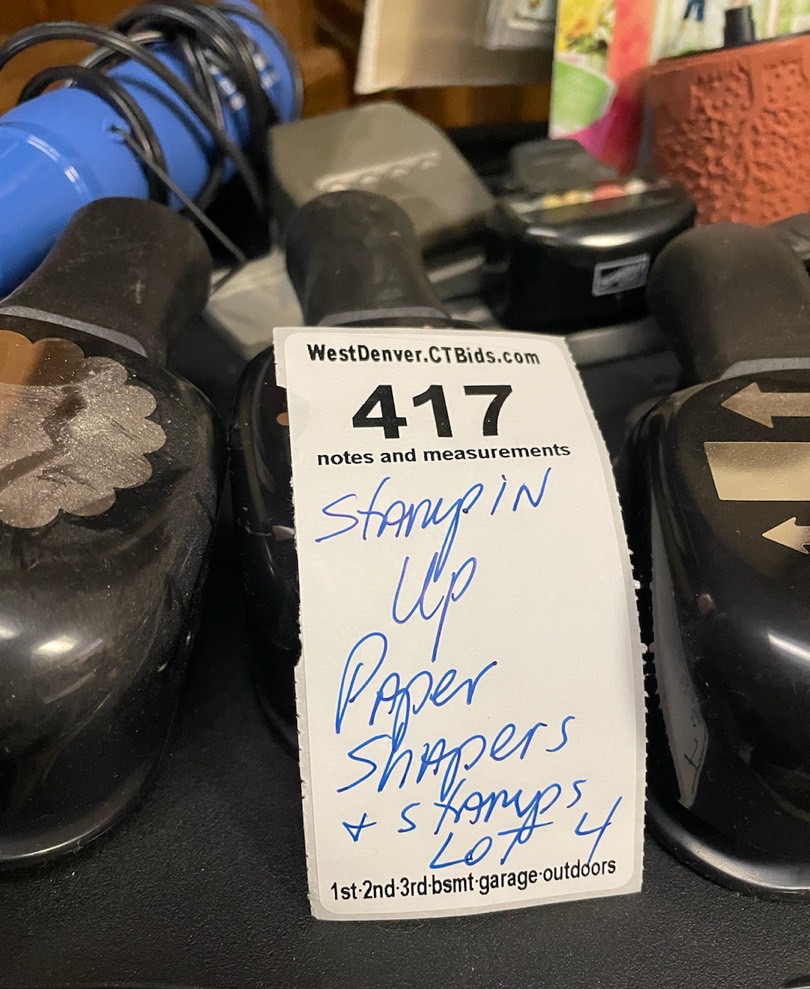 WestDenver.CTBids.com
417
notes and measurements
Stampin
Up
Paper
Shapers
+ Stamps
Lot 4
1st·2nd·3rd·bsmt·garage·outdoors